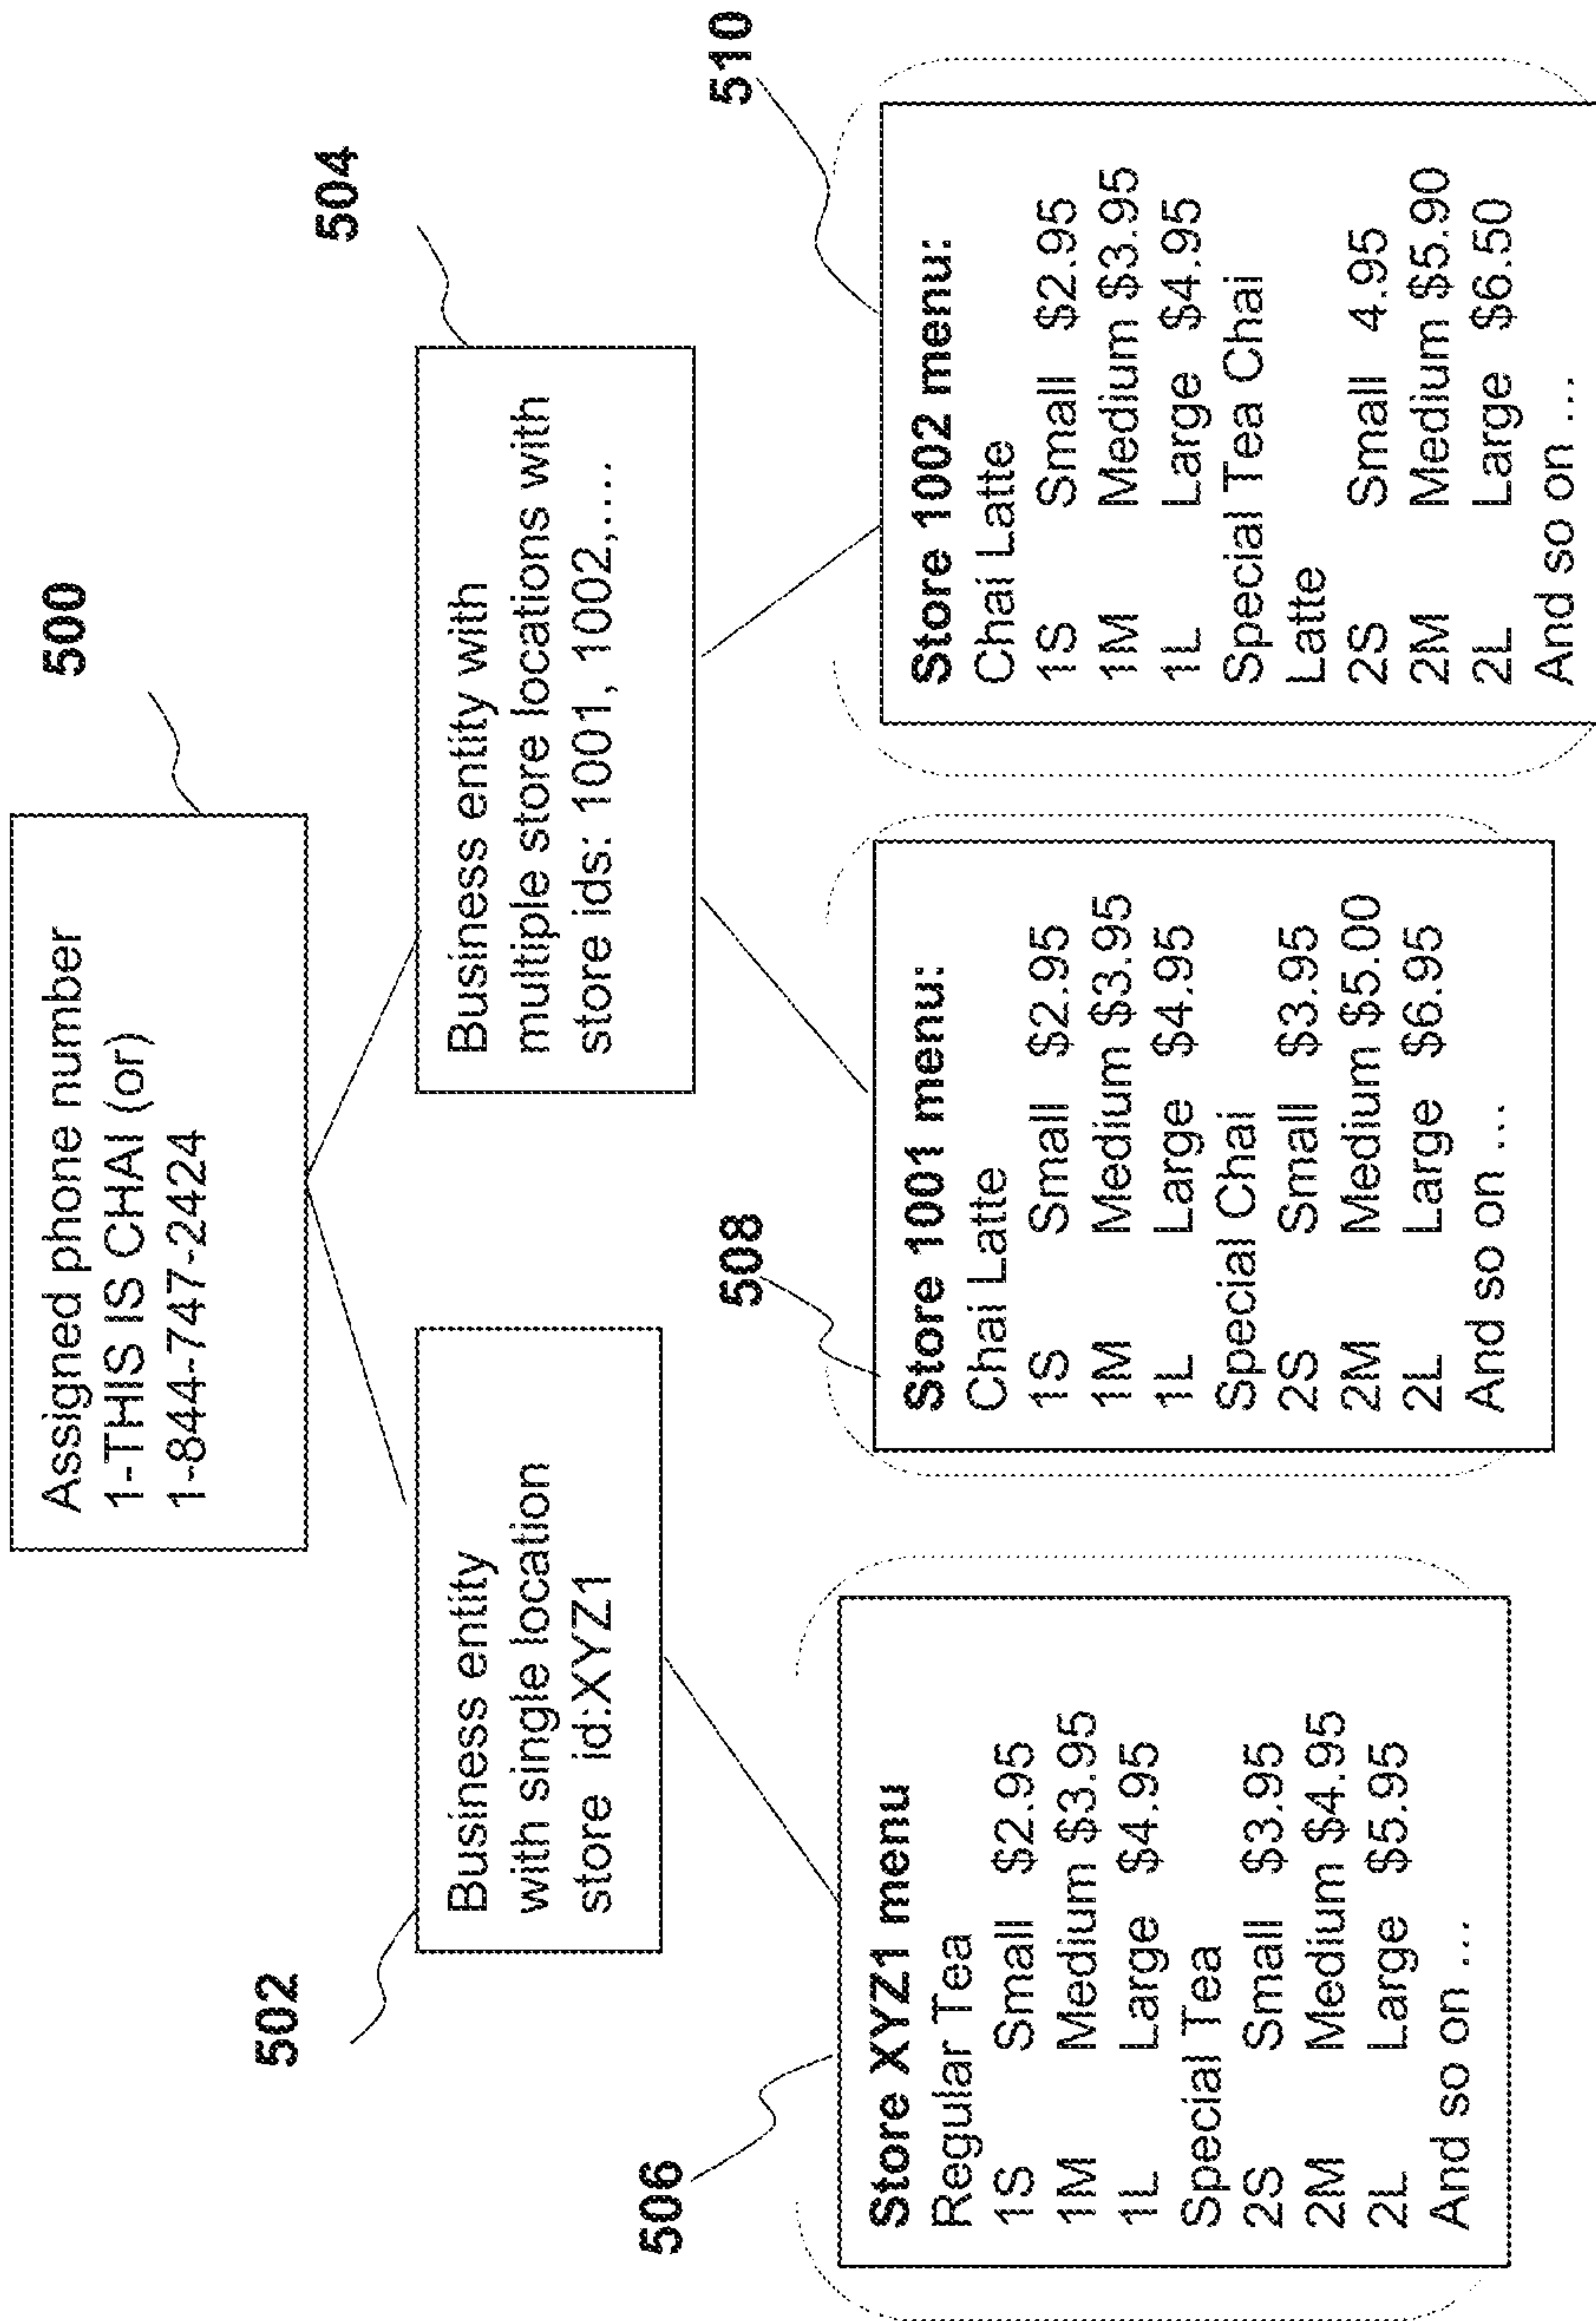 500
Assigned phone number
1-THIS IS CHAI (or)
1-844-747-2424
502
Business entity
with single location
store id:XYZ1
504
Business entity with
multiple store locations with
store ids: 1001, 1002,....
506
Store XYZ1 menu
Regular Tea
1S Small $2.95
1M Medium $3.95
1L Large $4.95
Special Tea
2S Small $3.95
2M Medium $4.95
2L Large $5.95
And so on ...
508
Store 1001 menu:
Chai Latte
1S Small $2.95
1M Medium $3.95
1L Large $4.95
Special Chai
2S Small $3.95
2M Medium $5.00
2L Large $6.95
And so on ...
510
Store 1002 menu:
Chai Latte
1S Small $2.95
1M Medium $3.95
1L Large $4.95
Special Tea Chai
Latte
2S Small 4.95
2M Medium $5.90
2L Large $6.50
And so on ...